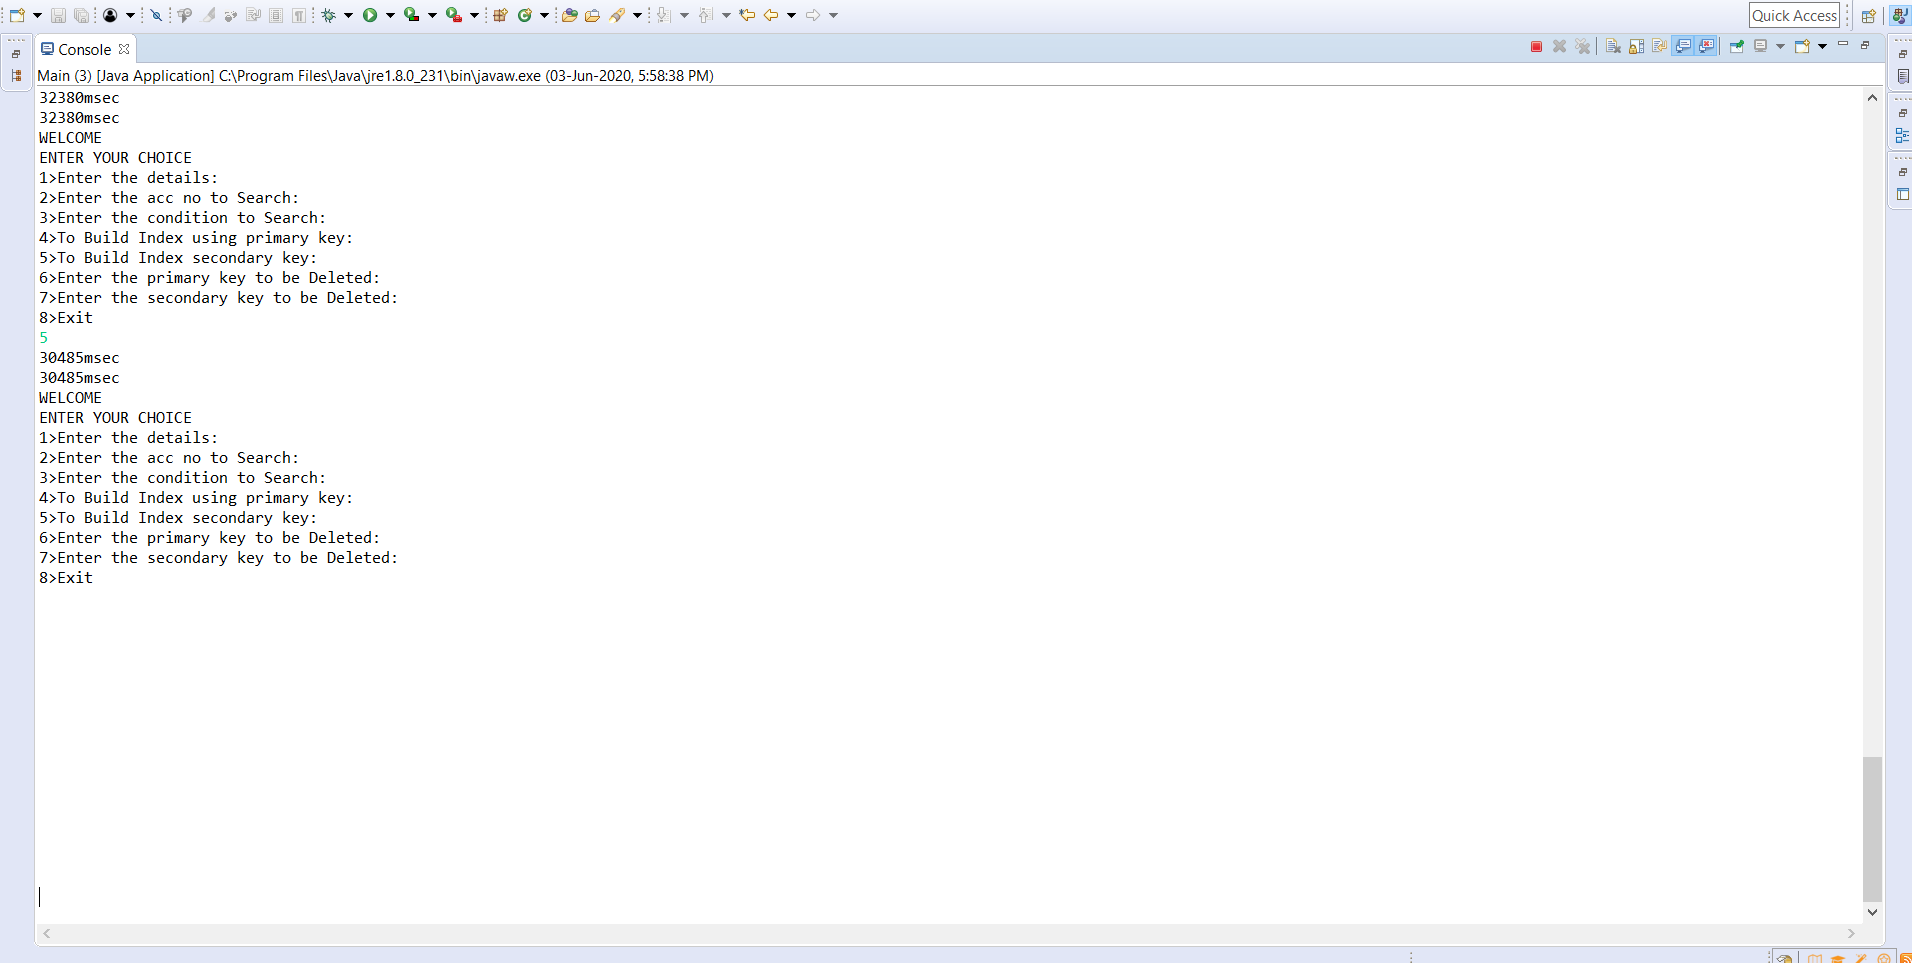 Quick Access
Console
Main (3) [Java Application] C:\Program Files\Java\jre1.8.0_231\bin\javaw.exe (03-Jun-2020, 5:58:38 PM)
32380msec
32380msec
WELCOME
ENTER YOUR CHOICE
1>Enter the details:
2>Enter the acc no to Search:
3>Enter the condition to Search:
4>To Build Index using primary key:
5>To Build Index secondary key:
6>Enter the primary key to be Deleted:
7>Enter the secondary key to be Deleted:
8>Exit
5
30485msec
30485msec
WELCOME
ENTER YOUR CHOICE
1>Enter the details:
2>Enter the acc no to Search:
3>Enter the condition to Search:
4>To Build Index using primary key:
5>To Build Index secondary key:
6>Enter the primary key to be Deleted:
7>Enter the secondary key to be Deleted:
8>Exit